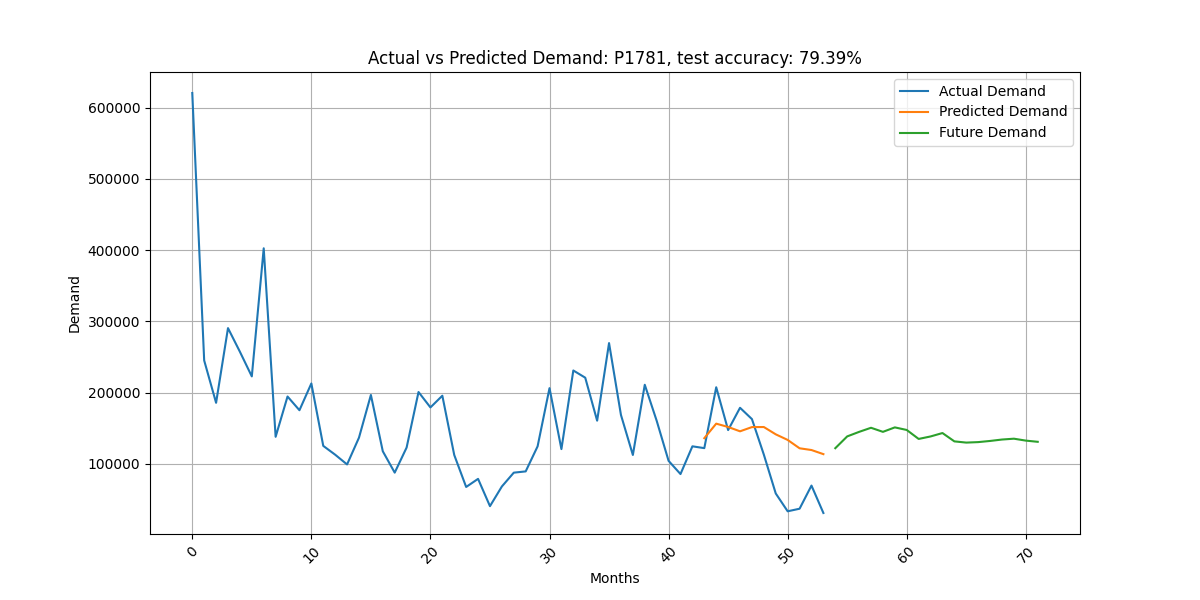 Actual vs Predicted Demand: P1781, test accuracy: 79.39%
Actual Demand
Predicted Demand
Future Demand
600000
500000
400000
300000
200000
100000
Demand
0
10
20
30
40
50
60
70
Months